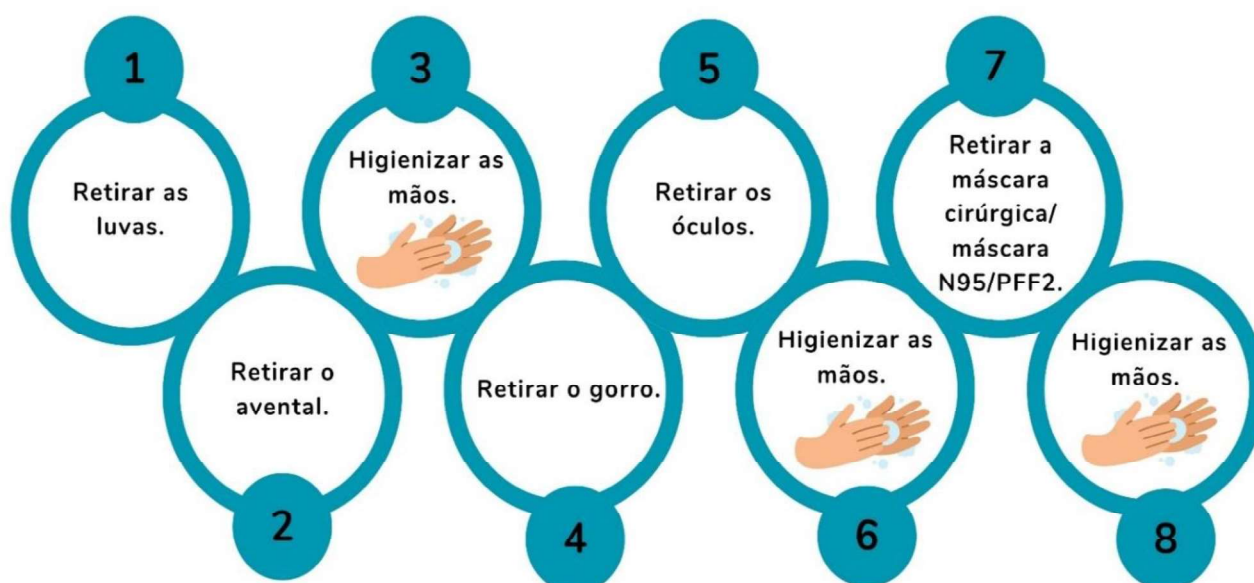 1
Retirar as
luvas.
2
Retirar o
avental.
3
Higienizar as
mãos.
4
Retirar o gorro.
5
Retirar os
óculos.
6
Higienizar as
mãos.
7
Retirar a
máscara
cirúrgica/
máscara
N95/PFF2.
8
Higienizar as
mãos.